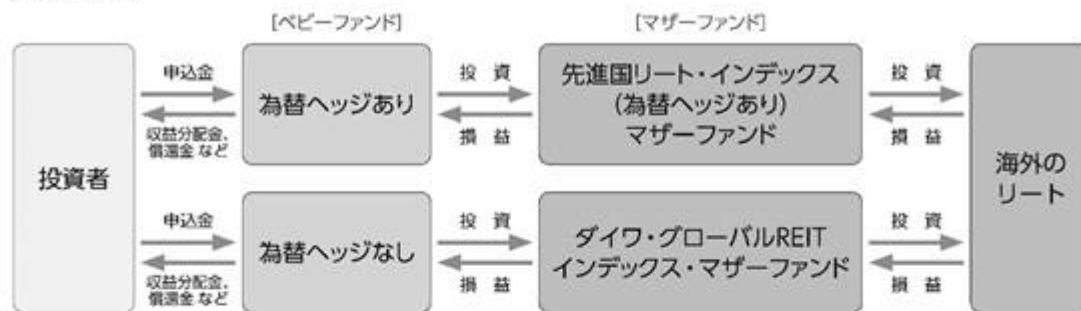 [ベビーファンド]
[マザーファンド]
投資者
申込金
収益分配金、
償還金 など
為替ヘッジあり
投 資
損 益
先進国リート・インデックス
(為替ヘッジあり)
マザーファンド
投 資
損 益
申込金
収益分配金、
償還金 など
為替ヘッジなし
投 資
損 益
ダイワ・グローバルREIT
インデックス・マザーファンド
投 資
損 益
海外の
リート